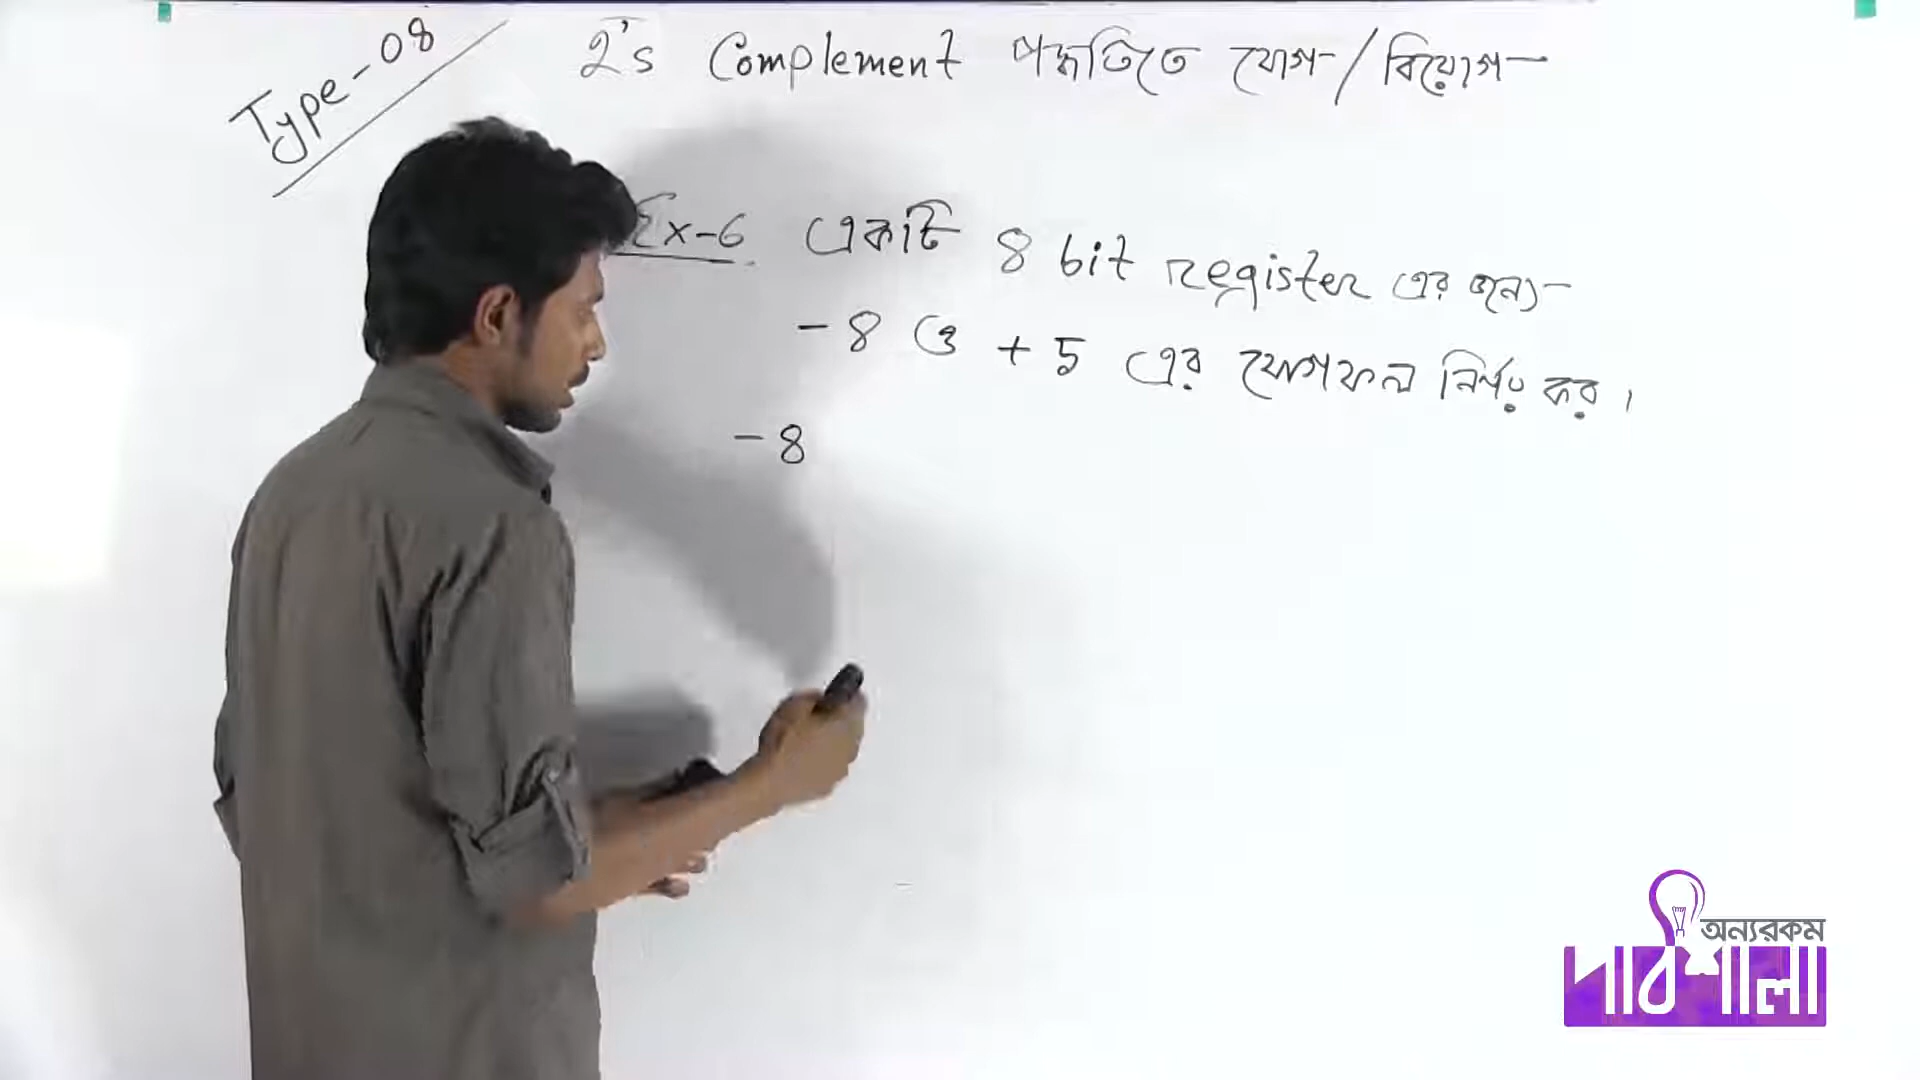 Type-08
2's Complement পদ্ধতিতে যোগ/বিয়োগ
Ex-6 একটি 8 bit register এর জন্যে
-8 ও +5 এর যোগফল নির্ণয় কর।
-8
অন্যরকম
পাঠশালা